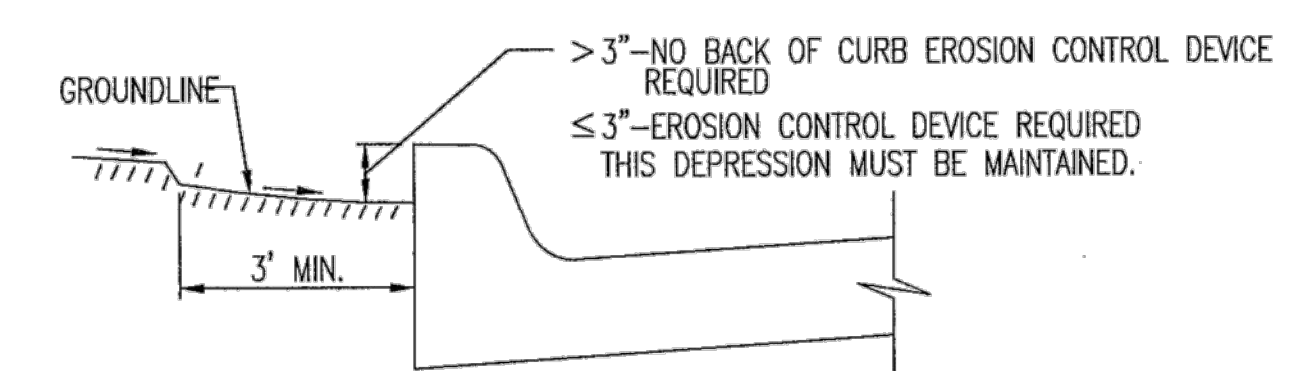 >3"-NO BACK OF CURB EROSION CONTROL DEVICE
REQUIRED
GROUNDLINE
≤3"-EROSION CONTROL DEVICE REQUIRED
THIS DEPRESSION MUST BE MAINTAINED.
3' MIN.